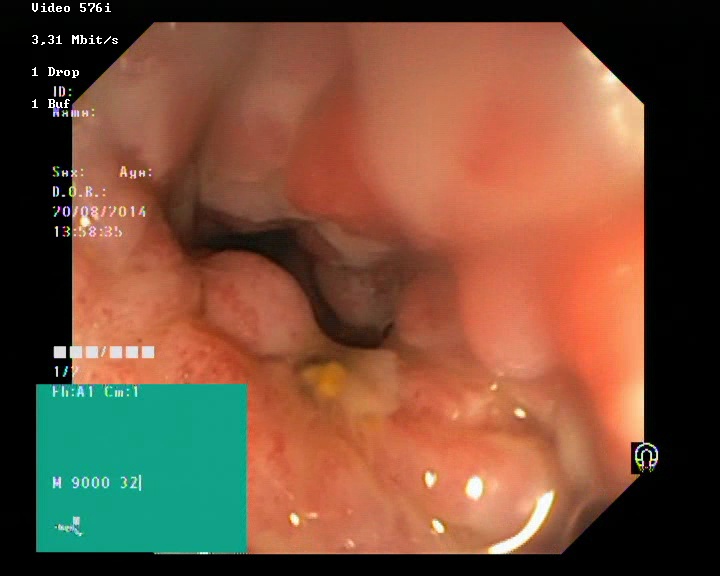 Video 576i
3,31 Mbit/s
1 Drop
1 Buf
ID:
Name:
Sex: Age:
D.O.B.:
20/08/2014
13:58:35
■■■/■■■
1/7
Eh:A1 Cm:1
M 9000 32